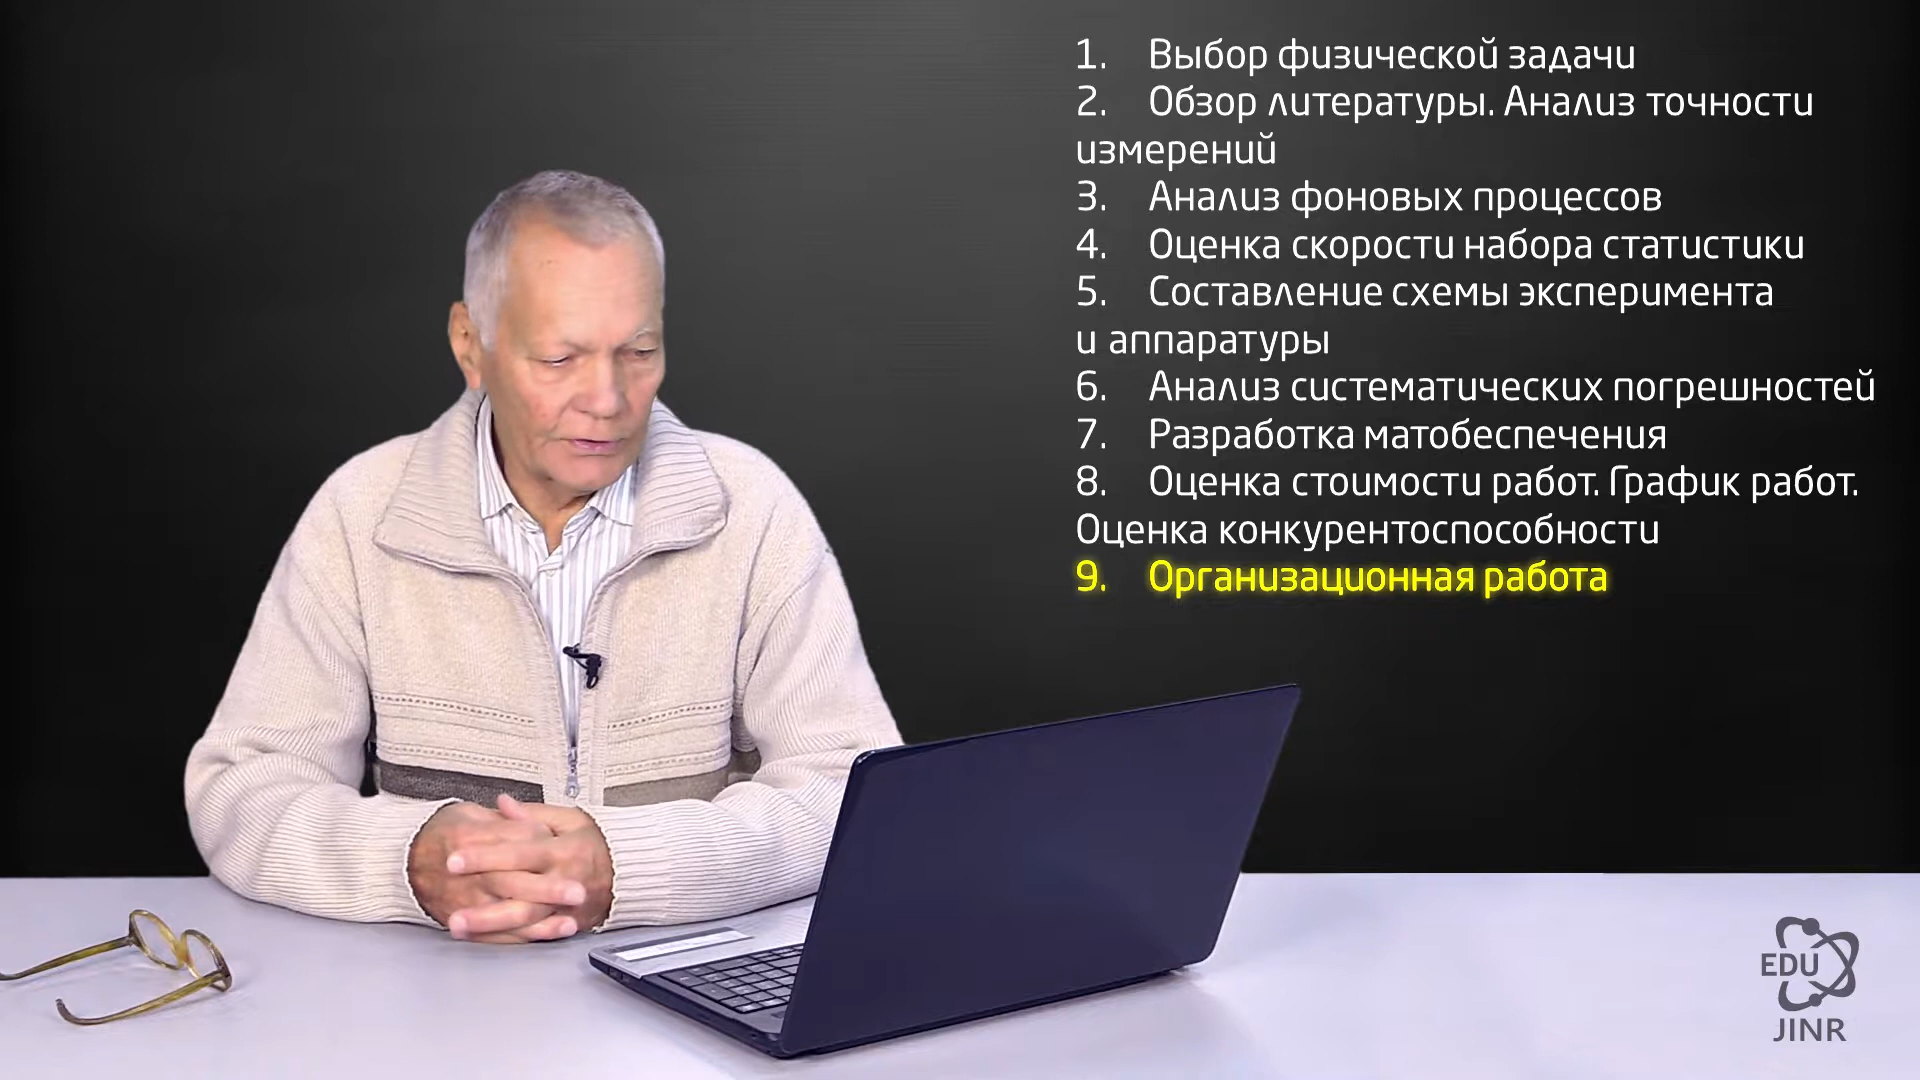 1. Выбор физической задачи
2. Обзор литературы. Анализ точности
измерений
3. Анализ фоновых процессов
4. Оценка скорости набора статистики
5. Составление схемы эксперимента
и аппаратуры
6. Анализ систематических погрешностей
7. Разработка матобеспечения
8. Оценка стоимости работ. График работ.
Оценка конкурентоспособности
9. Организационная работа
EDU
JINR